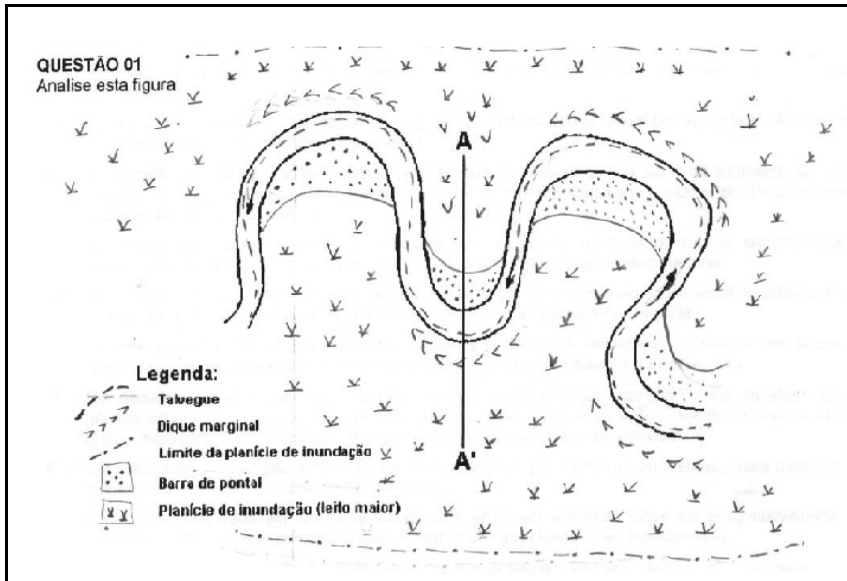 QUESTÃO 01
Analise esta figura
A
Legenda:
Talvegue
Dique marginal
Limite da planície de inundação
Barra de pontal
Planície de inundação (leito maior)
A'